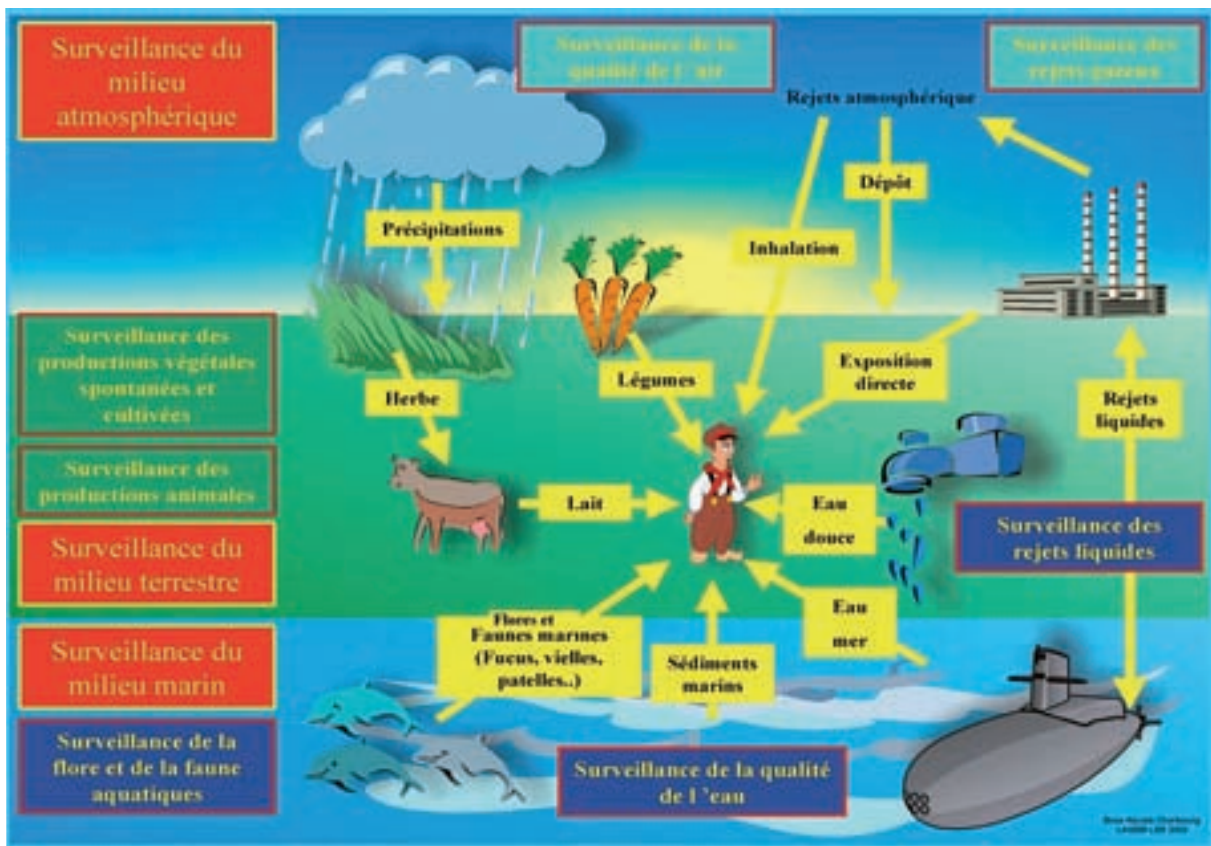 Surveillance du
milieu
atmosphérique
Surveillance de la
qualité de l ’air
Surveillance des
rejets gazeux
Rejets atmosphérique
Dépôt
Précipitations
Inhalation
Surveillance des
productions végétales
spontanées et
cultivées
Légumes
Exposition
directe
Herbe
Rejets
liquides
Surveillance des
productions animales
Lait
Eau
douce
Surveillance des
rejets liquides
Surveillance du
milieu terrestre
Flores et
Faunes marines
(Fucus, vielles,
patelles..)
Eau
mer
Sédiments
marins
Surveillance du
milieu marin
Surveillance de la
flore et de la faune
aquatiques
Surveillance de la qualité
de l ’eau
Cherbourg